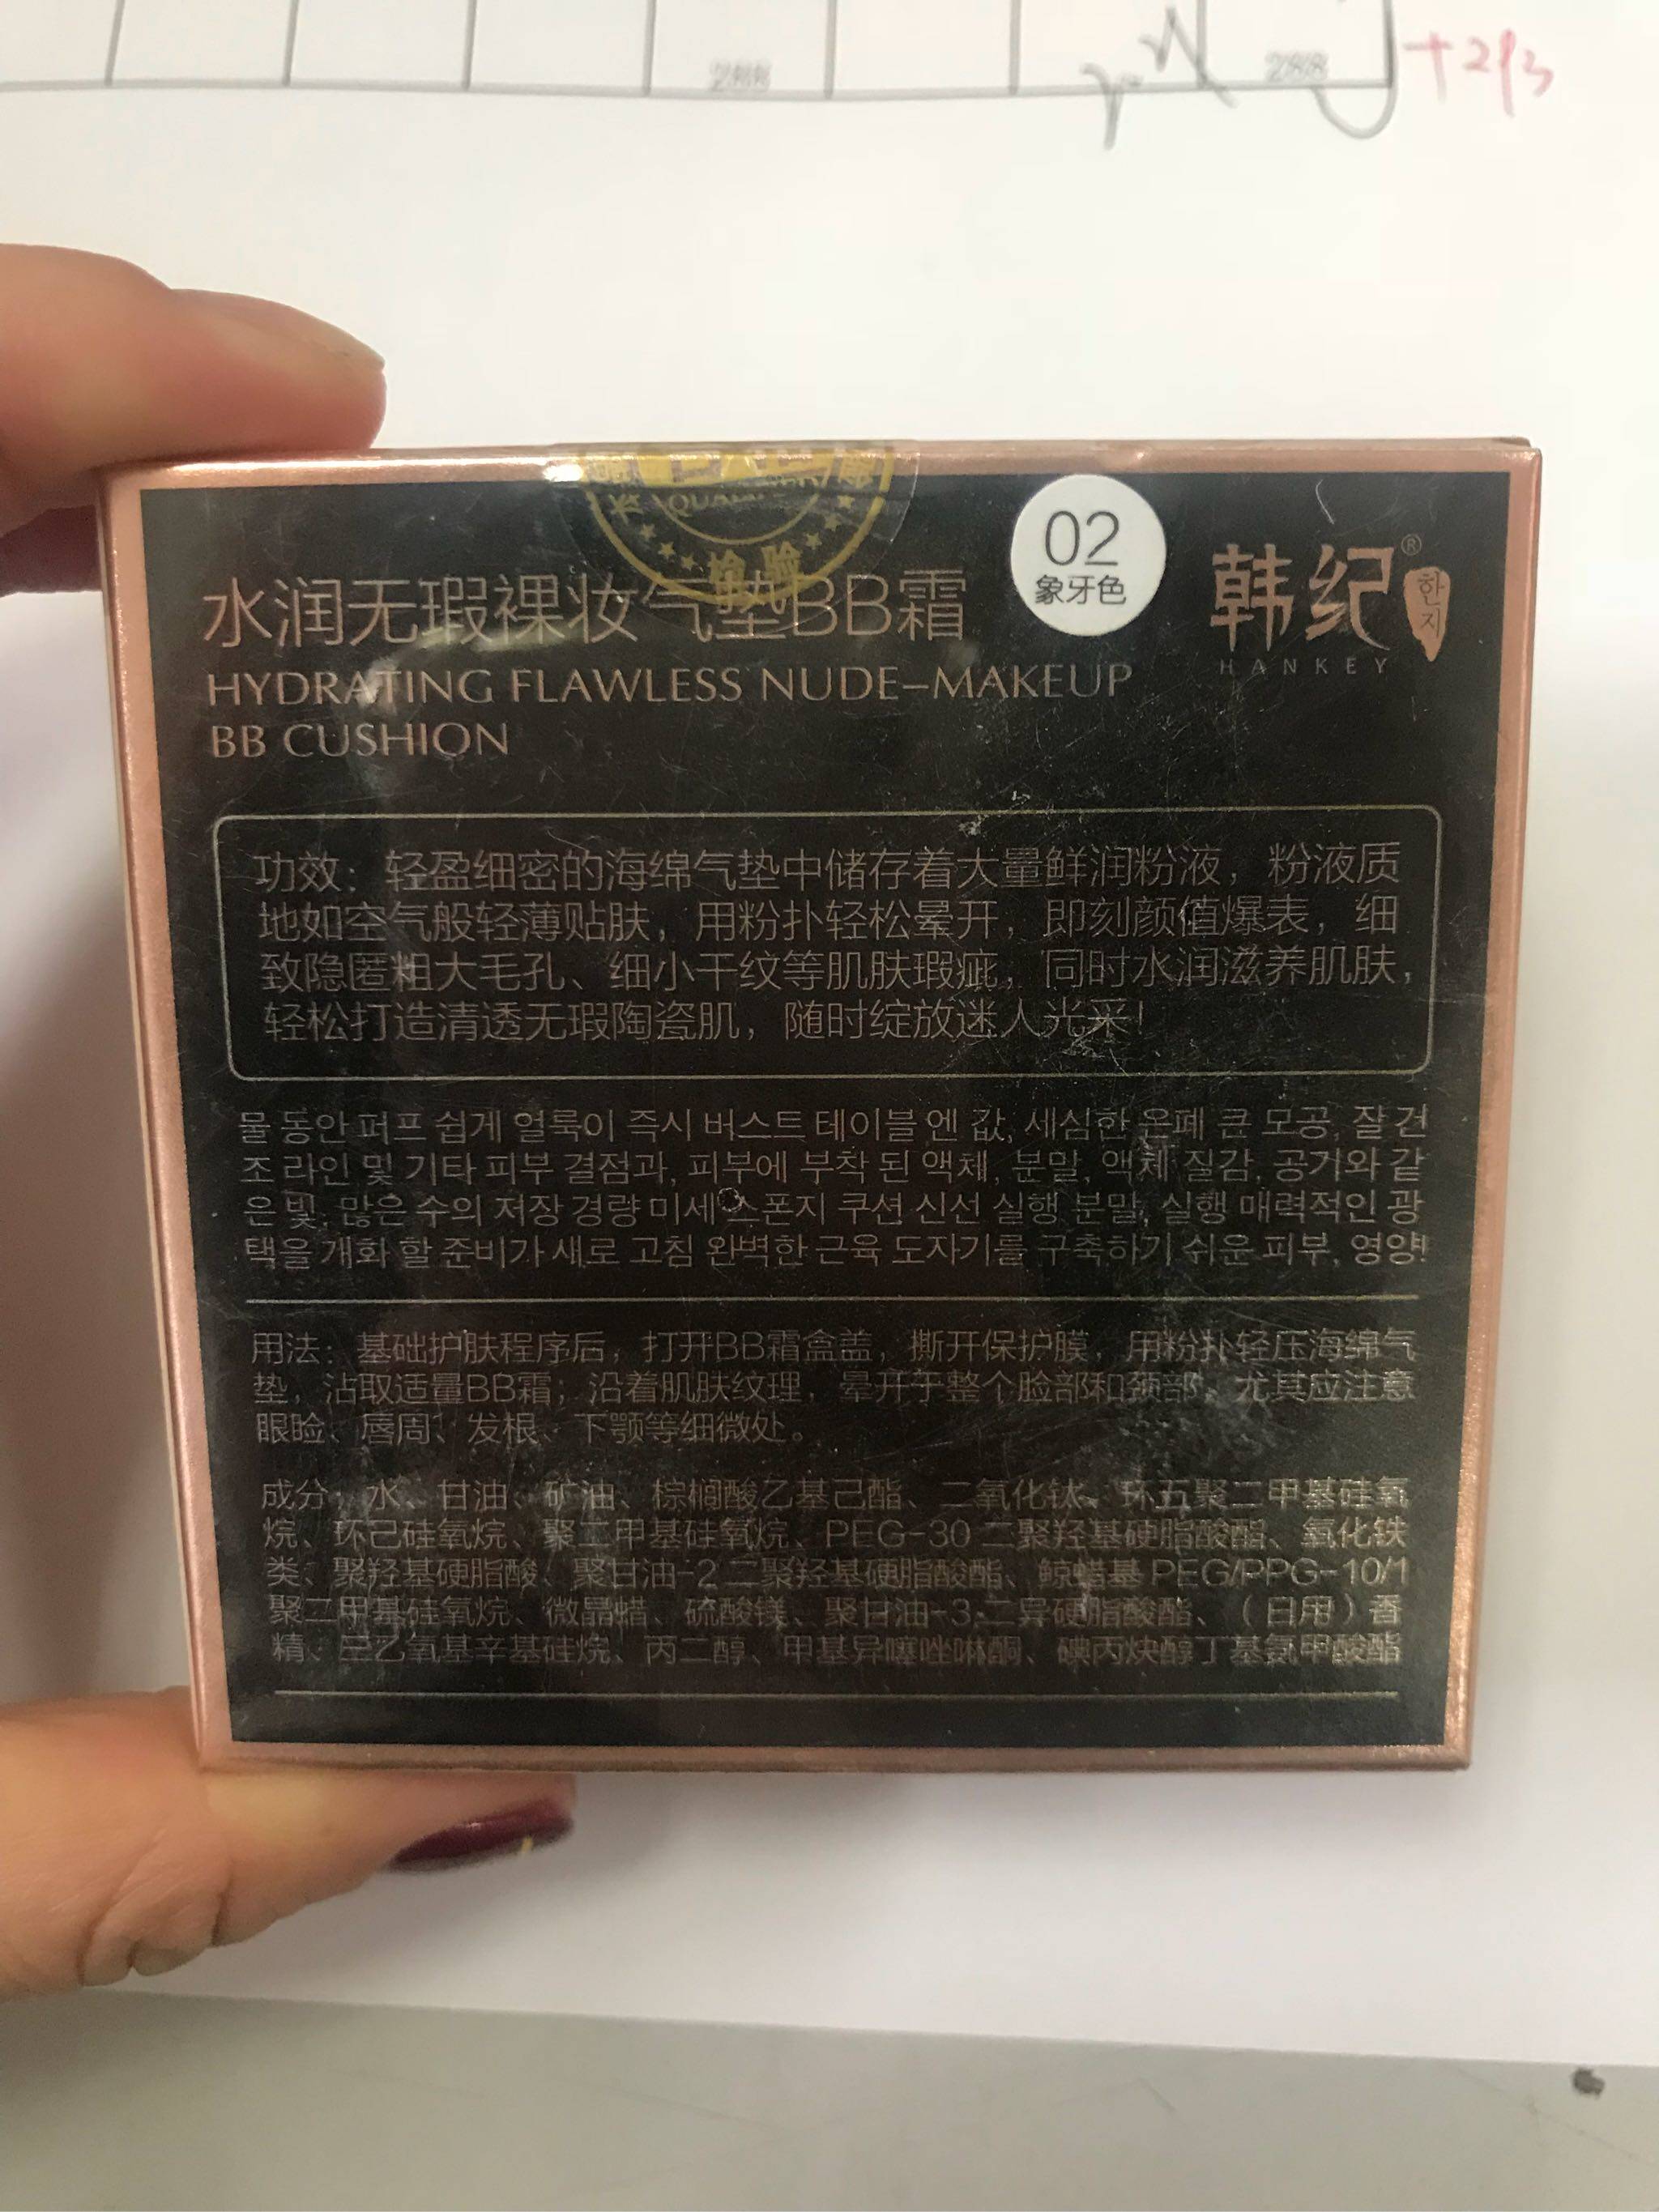 288
288
+213
检验
02
象牙色
韩纪®
한지
HANKEY
水润无瑕裸妆气垫BB霜
HYDRATING FLAWLESS NUDE-MAKEUP
BB CUSHION
功效：轻盈细密的海绵气垫中储存着大量鲜润粉液，粉液质
地如空气般轻薄贴肤，用粉扑轻松晕开，即刻颜值爆表，细
致隐匿粗大毛孔、细小干纹等肌肤瑕疵，同时水润滋养肌肤，
轻松打造清透无瑕陶瓷肌，随时绽放迷人光采！
물 동안 퍼프 쉽게 얼룩이 즉시 버스트 테이블 엔 값, 세심한 은폐 큰 모공, 잘 건
조 라인 및 기타 피부 결점과, 피부에 부착 된 액체, 분말, 액체 질감, 공거와 같
은 빛, 많은 수의 저장 경량 미세 스폰지 쿠션 신선 실행 분말, 실행 매력적인 광
택을 개화 할 준비가 새로 고침 완벽한 근육 도자기를 구축하기 쉬운 피부, 영양!
用法：基础护肤程序后，打开BB霜盒盖，撕开保护膜，用粉扑轻压海绵气
垫，沾取适量BB霜；沿着肌肤纹理，晕开于整个脸部和颈部，尤其应注意
眼睑、唇周、发根、下颚等细微处。
成分：水、甘油、矿油、棕榈酸乙基己酯、二氧化钛、环五聚二甲基硅氧
烷、环己硅氧烷、聚二甲基硅氧烷、PEG-30 二聚羟基硬脂酸酯、氧化铁
类、聚羟基硬脂酸、聚甘油-2 二聚羟基硬脂酸酯、鲸蜡基 PEG/PPG-10/1
聚二甲基硅氧烷、微晶蜡、硫酸镁、聚甘油-3-二异硬脂酸酯、（日用）香
精、三乙氧基辛基硅烷、丙二醇、甲基异噻唑啉酮、碘丙炔醇丁基氨甲酸酯